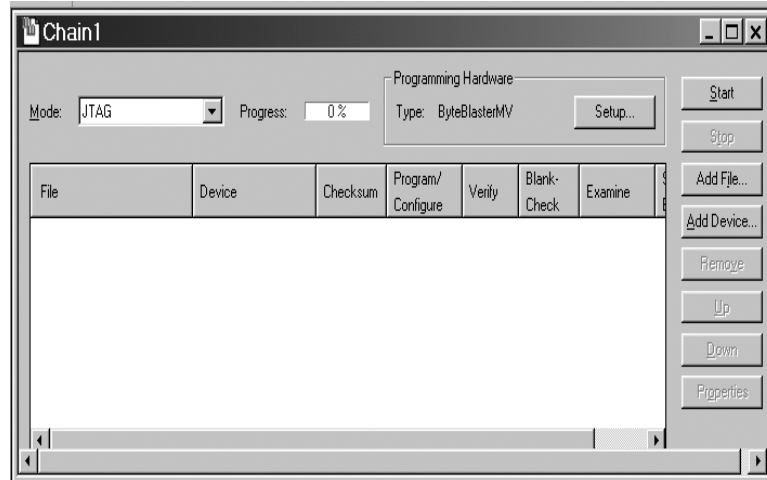 Chain1
Programming Hardware
Mode: JTAG Progress: 0 % Type: ByteBlasterMV Setup...
Start
Stop
Add File...
Add Device...
Remove
Up
Down
Properties
File Device Checksum Program/ Configure Verify Blank- Check Examine